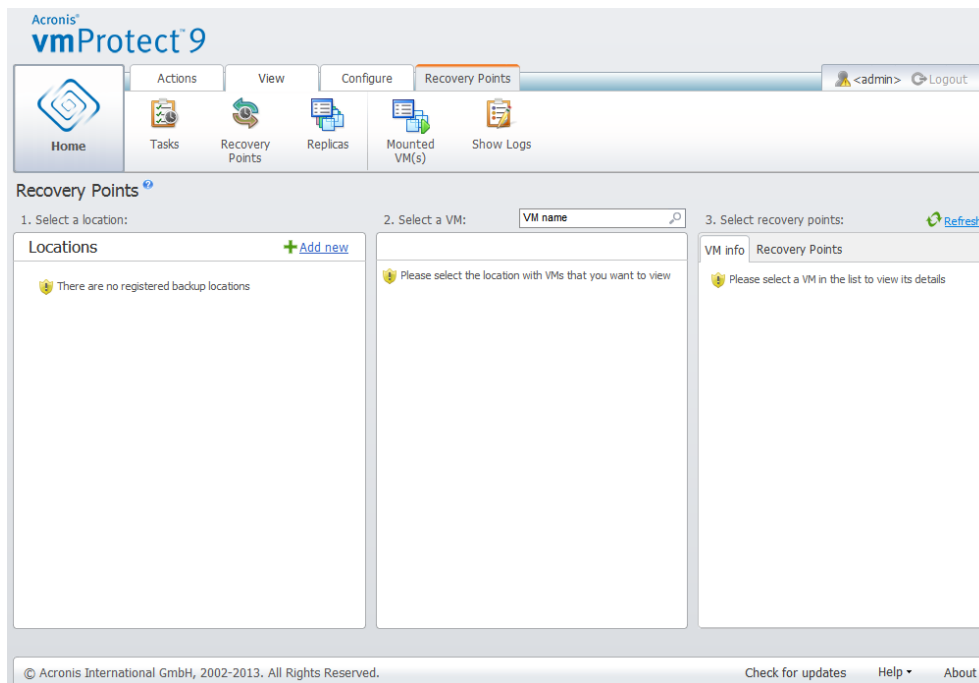 Acronis®
vmProtect™ 9
Actions View Configure Recovery Points <admin> Logout
Home
Tasks
Recovery
Points
Replicas
Mounted
VM(s)
Show Logs
Recovery Points ?
1. Select a location:
Locations
Add new
There are no registered backup locations
2. Select a VM:
VM name
Please select the location with VMs that you want to view
3. Select recovery points:
Refresh
VM info Recovery Points
Please select a VM in the list to view its details
© Acronis International GmbH, 2002-2013. All Rights Reserved.
Check for updates Help About